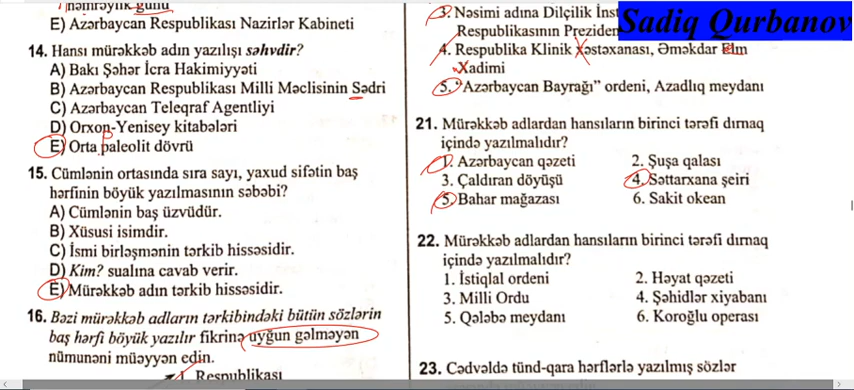 həmrəylik günü
E) Azərbaycan Respublikası Nazirlər Kabineti
14. Hansı mürəkkəb adın yazılışı səhvdir?
A) Bakı Şəhər İcra Hakimiyyəti
B) Azərbaycan Respublikası Milli Məclisinin Sədri
C) Azərbaycan Teleqraf Agentliyi
D) Orxon-Yenisey kitabələri
E) Orta paleolit dövrü
15. Cümlənin ortasında sıra sayı, yaxud sifətin baş
hərfinin böyük yazılmasının səbəbi?
A) Cümlənin baş üzvüdür.
B) Xüsusi isimdir.
C) İsmi birləşmənin tərkib hissəsidir.
D) Kim? sualına cavab verir.
E) Mürəkkəb adın tərkib hissəsidir.
16. Bəzi mürəkkəb adların tərkibindəki bütün sözlərin
baş hərfi böyük yazılır fikrinə uyğun gəlməyən
nümunəni müəyyən edin.
1. Respublikası
Sadiq Qurbanov
3. Nəsimi adına Dilçilik
Respublikasının
4. Respublika Klinik xəstəxanası, Əməkdar Elm
Xadimi
5. "Azərbaycan Bayrağı" ordeni, Azadlıq meydanı
21. Mürəkkəb adlardan hansıların birinci tərəfi dırnaq
içində yazılmalıdır?
1. Azərbaycan qəzeti 2. Şuşa qalası
3. Çaldıran döyüşü 4. Səttarxana şeiri
5. Bahar mağazası 6. Sakit okean
22. Mürəkkəb adlardan hansıların birinci tərəfi dırnaq
içində yazılmalıdır?
1. İstiqlal ordeni 2. Həyat qəzeti
3. Milli Ordu 4. Şəhidlər xiyabanı
5. Qələbə meydanı 6. Koroğlu operası
23. Cədvəldə tünd-qara hərflərlə yazılmış sözlər